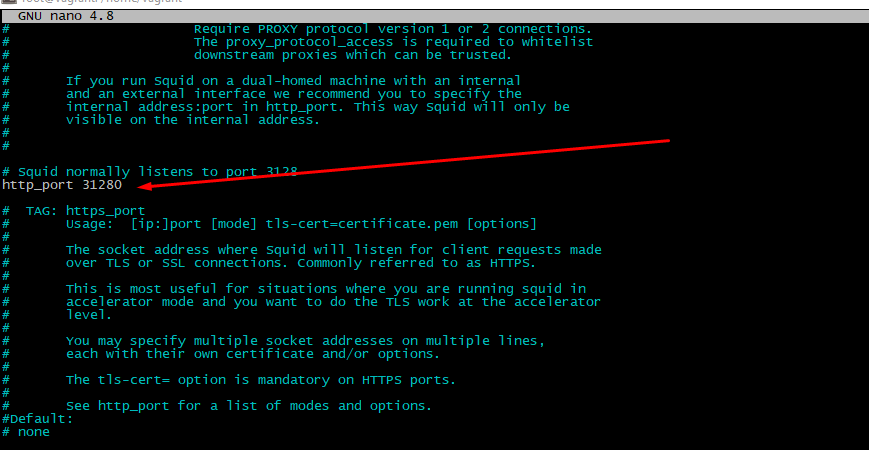 GNU nano 4.8
# Require PROXY protocol version 1 or 2 connections.
# The proxy_protocol_access is required to whitelist
# downstream proxies which can be trusted.
#
# If you run Squid on a dual-homed machine with an internal
# and an external interface we recommend you to specify the
# internal address:port in http_port. This way Squid will only be
# visible on the internal address.
#
#
# Squid normally listens to port 3128
http_port 31280
# TAG: https_port
# Usage: [ip:]port [mode] tls-cert=certificate.pem [options]
#
# The socket address where Squid will listen for client requests made
# over TLS or SSL connections. Commonly referred to as HTTPS.
#
# This is most useful for situations where you are running squid in
# accelerator mode and you want to do the TLS work at the accelerator
# level.
#
# You may specify multiple socket addresses on multiple lines,
# each with their own certificate and/or options.
#
# The tls-cert= option is mandatory on HTTPS ports.
#
# See http_port for a list of modes and options.
#Default:
# none